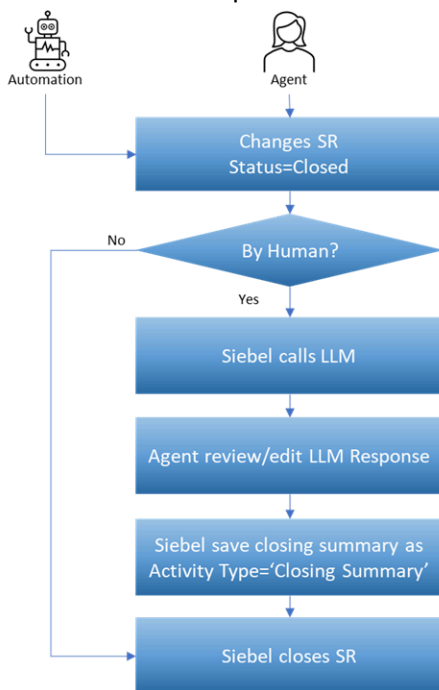 Automation
Agent
Changes SR
Status=Closed
By Human?
No
Yes
Siebel calls LLM
Agent review/edit LLM Response
Siebel save closing summary as
Activity Type=‘Closing Summary’
Siebel closes SR